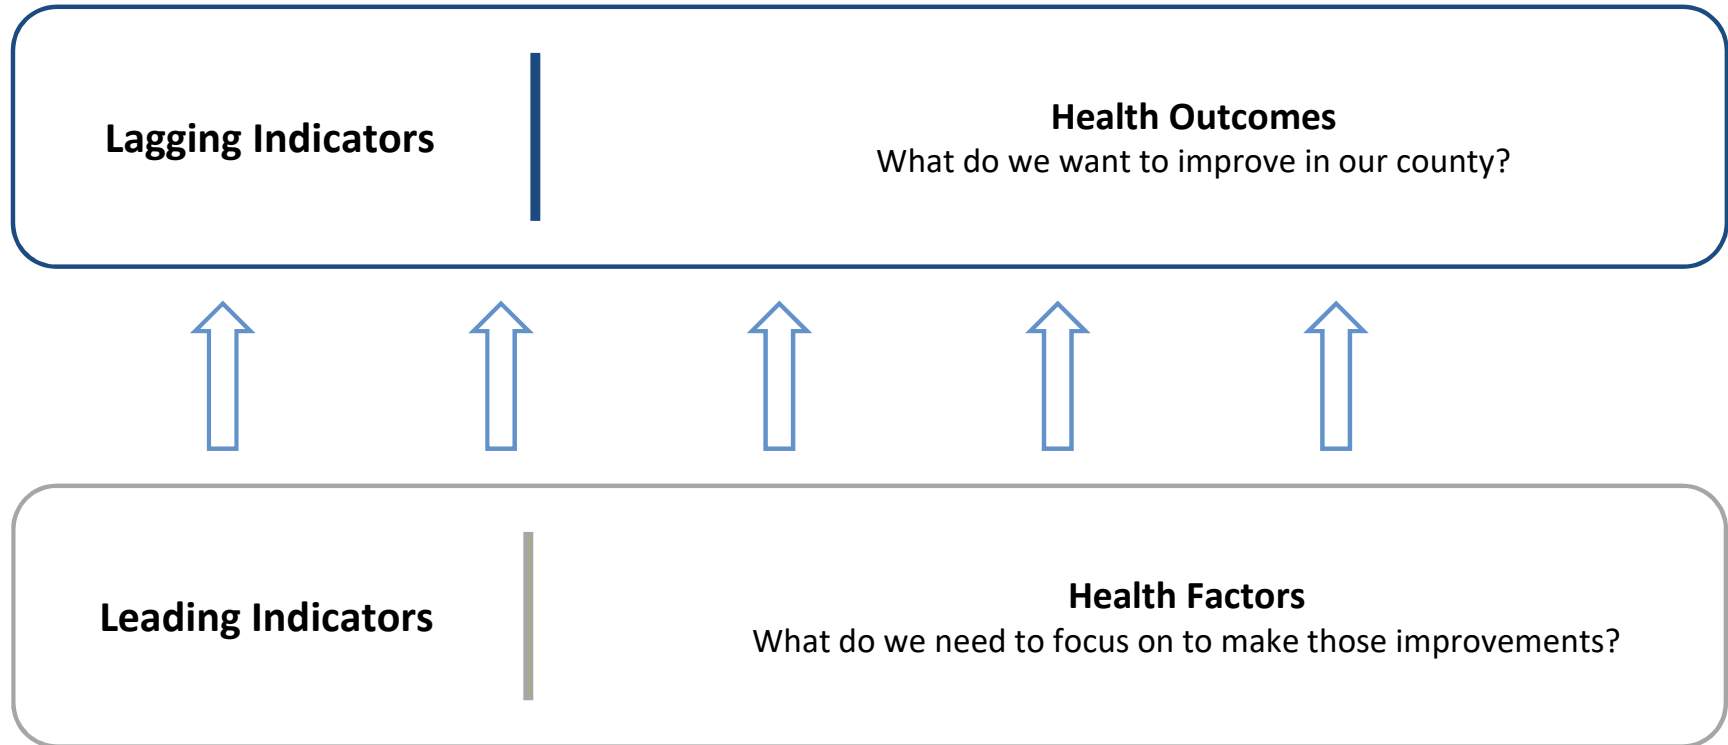 Lagging Indicators
Health Outcomes
What do we want to improve in our county?
Leading Indicators
Health Factors
What do we need to focus on to make those improvements?